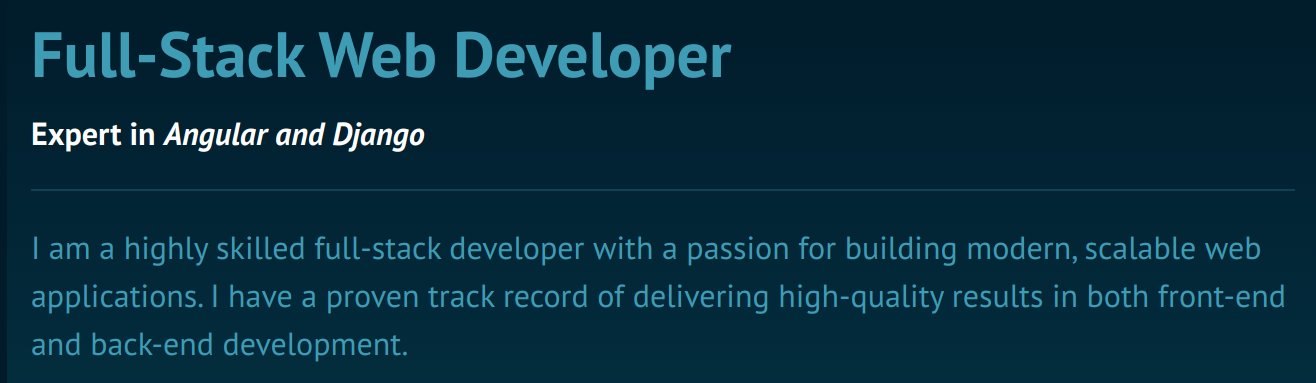 Full-Stack Web Developer
Expert in Angular and Django
I am a highly skilled full-stack developer with a passion for building modern, scalable web
applications. I have a proven track record of delivering high-quality results in both front-end
and back-end development.